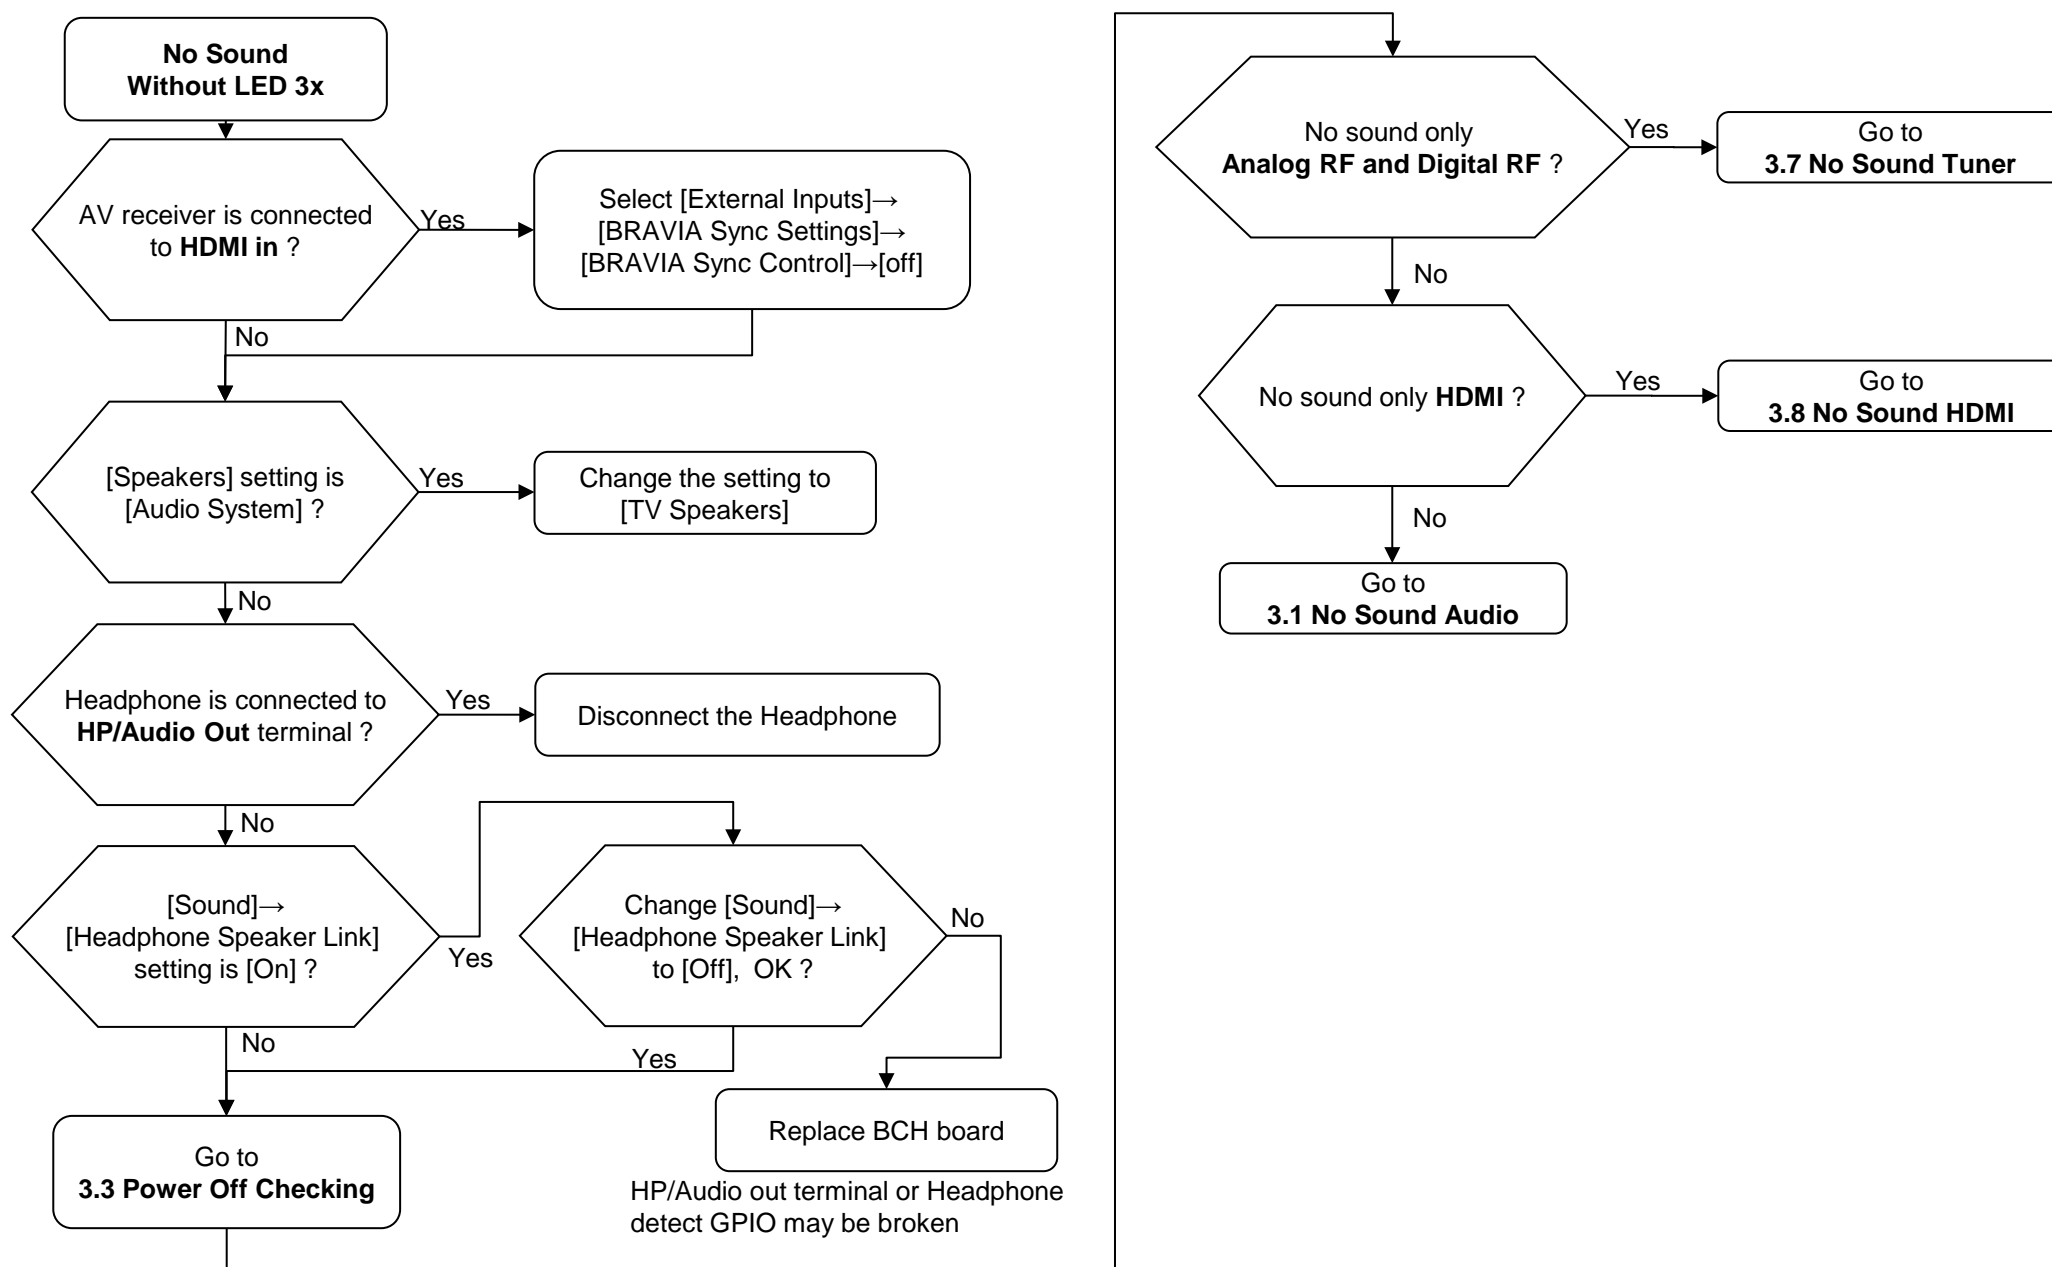 No Sound
Without LED 3x
AV receiver is connected
to HDMI in ?
Yes
Select [External Inputs]→
[BRAVIA Sync Settings]→
[BRAVIA Sync Control]→[off]
No
[Speakers] setting is
[Audio System] ?
Yes
Change the setting to
[TV Speakers]
No
Headphone is connected to
HP/Audio Out terminal ?
Yes
Disconnect the Headphone
No
[Sound]→
[Headphone Speaker Link]
setting is [On] ?
Yes
Change [Sound]→
[Headphone Speaker Link]
to [Off], OK ?
No
No
Yes
Replace BCH board
HP/Audio out terminal or Headphone
detect GPIO may be broken
Go to
3.3 Power Off Checking
No sound only
Analog RF and Digital RF ?
Yes
Go to
3.7 No Sound Tuner
No
No sound only HDMI ?
Yes
Go to
3.8 No Sound HDMI
No
Go to
3.1 No Sound Audio